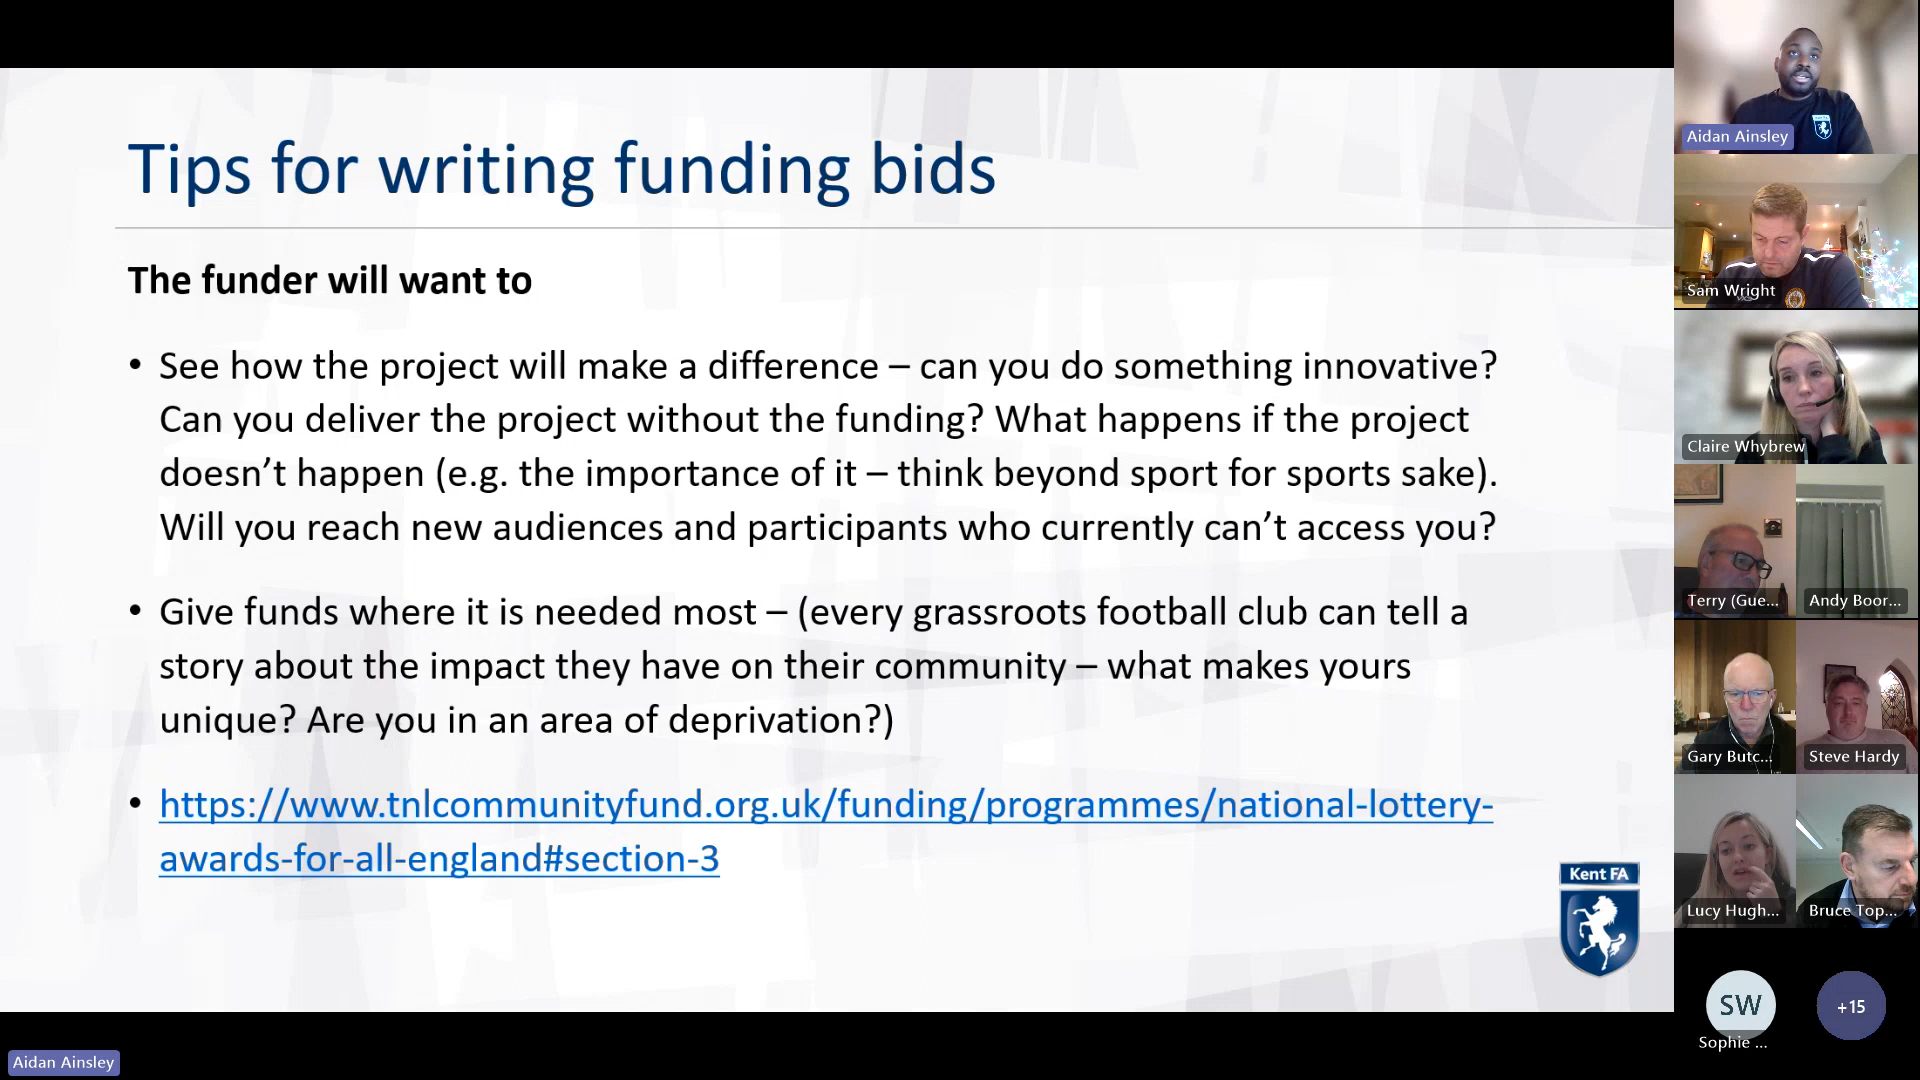 Tips for writing funding bids
The funder will want to
• See how the project will make a difference – can you do something innovative?
Can you deliver the project without the funding? What happens if the project
doesn’t happen (e.g. the importance of it – think beyond sport for sports sake).
Will you reach new audiences and participants who currently can’t access you?
• Give funds where it is needed most – (every grassroots football club can tell a
story about the impact they have on their community – what makes yours
unique? Are you in an area of deprivation?)
• https://www.tnlcommunityfund.org.uk/funding/programmes/national-lottery-
awards-for-all-england#section-3
Kent FA
Aidan Ainsley
Aidan Ainsley
Sam Wright
Claire Whybrew
Terry (Gue...
Andy Boor...
Gary Butc...
Steve Hardy
Lucy Hugh...
Bruce Top...
SW
Sophie ...
+15